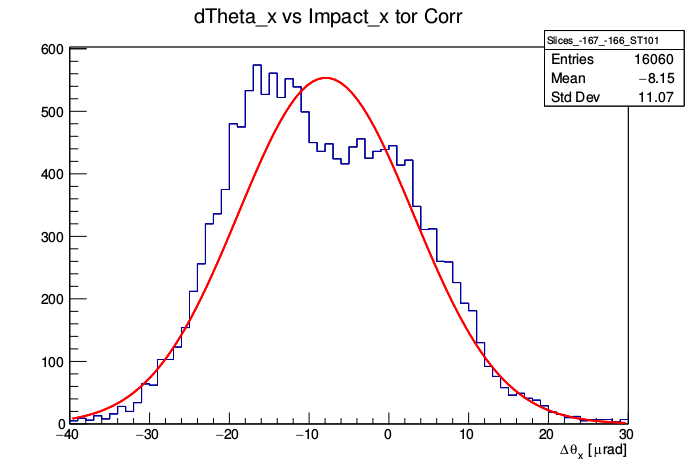 dTheta_x vs Impact_x tor Corr
Slices_-167_-166_ST101
Entries 16060
Mean −8.15
Std Dev 11.07
600
500
400
300
200
100
0
−40 −30 −20 −10 0 10 20 30
Δθx [μrad]